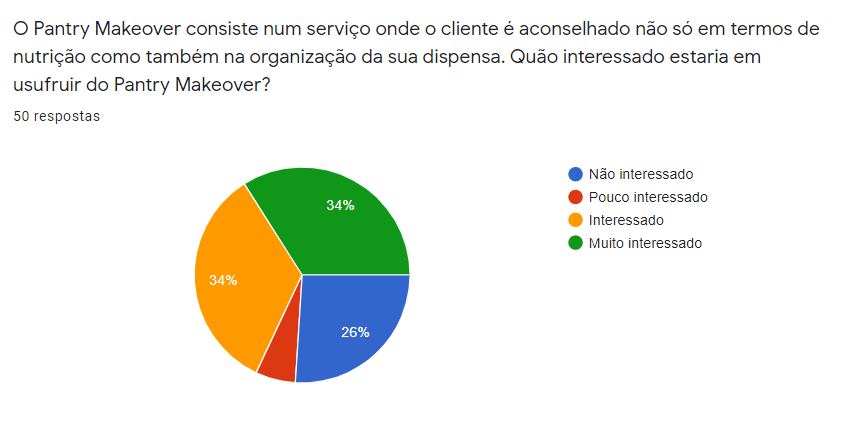 O Pantry Makeover consiste num serviço onde o cliente é aconselhado não só em termos de
nutrição como também na organização da sua dispensa. Quão interessado estaria em
usufruir do Pantry Makeover?
50 respostas
Não interessado
Pouco interessado
Interessado
Muito interessado
34%
34%
26%